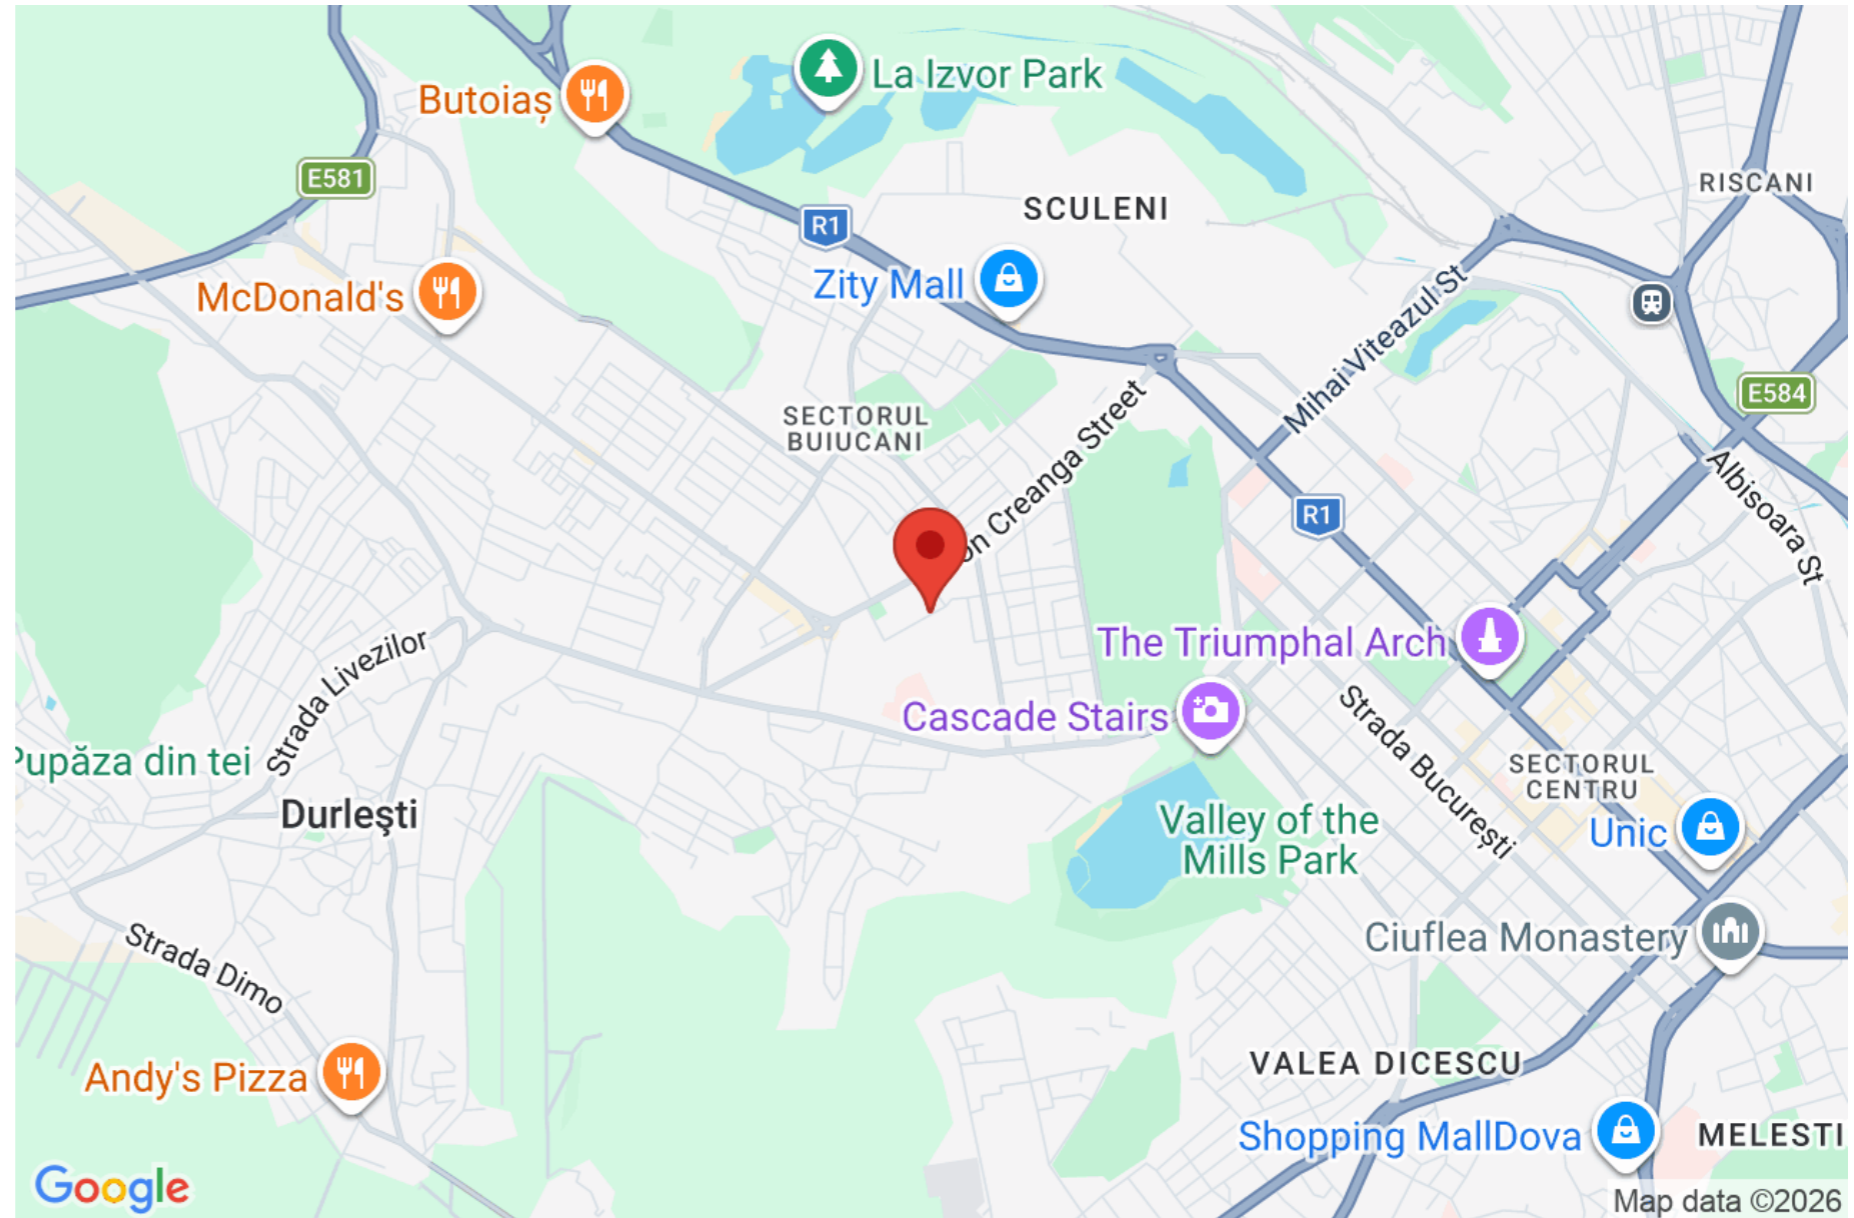 La Izvor Park
Butoiaș
E581
RISCANI
SCULENI
R1
Zity Mall
McDonald's
Mihai Viteazul St
E584
SECTORUL
BUIUCANI
Creanga Street
Albisoara St
R1
The Triumphal Arch
Strada Livezilor
Cascade Stairs
Strada București
Pupăza din tei
SECTORUL
CENTRU
Durleşti
Valley of the
Mills Park
Unic
Ciuflea Monastery
Strada Dimo
VALEA DICESCU
Andy's Pizza
Shopping MallDova
MELESTI
Google
Map data ©2026